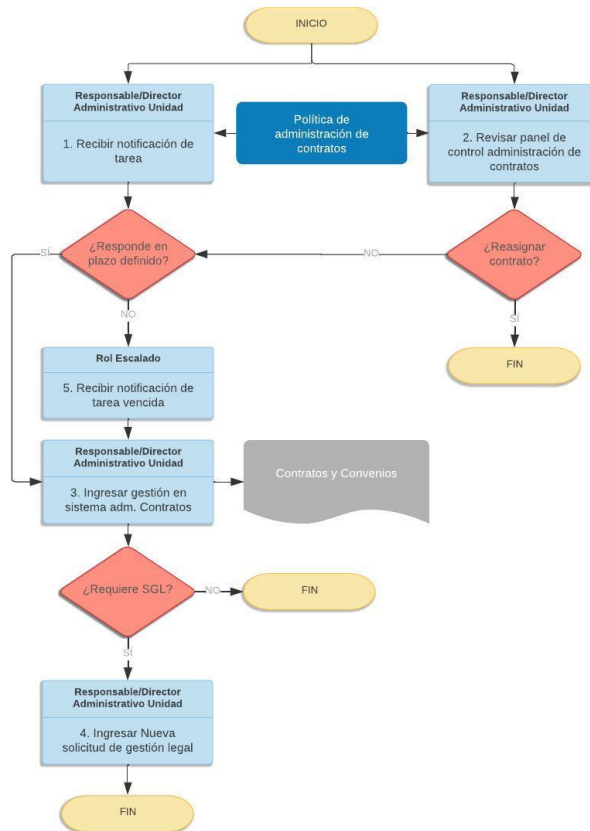 INICIO
Responsable/Director
Administrativo Unidad
1. Recibir notificación de
tarea
Política de
administración de
contratos
Responsable/Director
Administrativo Unidad
2. Revisar panel de
control administración de
contratos
SÍ
¿Responde en
plazo definido?
NO
¿Reasignar
contrato?
NO
SÍ
Rol Escalado
5. Recibir notificación de
tarea vencida
FIN
Responsable/Director
Administrativo Unidad
3. Ingresar gestión en
sistema adm. Contratos
Contratos y Convenios
¿Requiere SGL?
NO
FIN
SÍ
Responsable/Director
Administrativo Unidad
4. Ingresar Nueva
solicitud de gestión legal
FIN